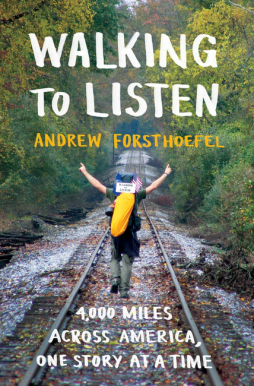 WALKING
TO LISTEN
ANDREW FORSTHOEFEL
4,000 MILES
ACROSS AMERICA,
ONE STORY AT A TIME